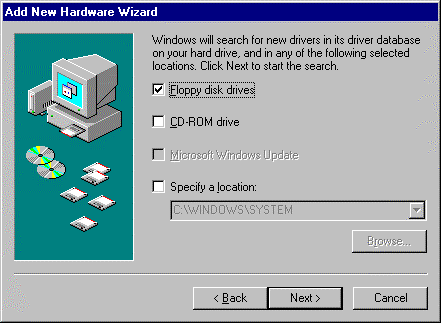 Add New Hardware Wizard
Windows will search for new drivers in its driver database
on your hard drive, and in any of the following selected
locations. Click Next to start the search.
Floppy disk drives
CD-ROM drive
Microsoft Windows Update
Specify a location:
C:\WINDOWS\SYSTEM
Browse...
< Back
Next >
Cancel